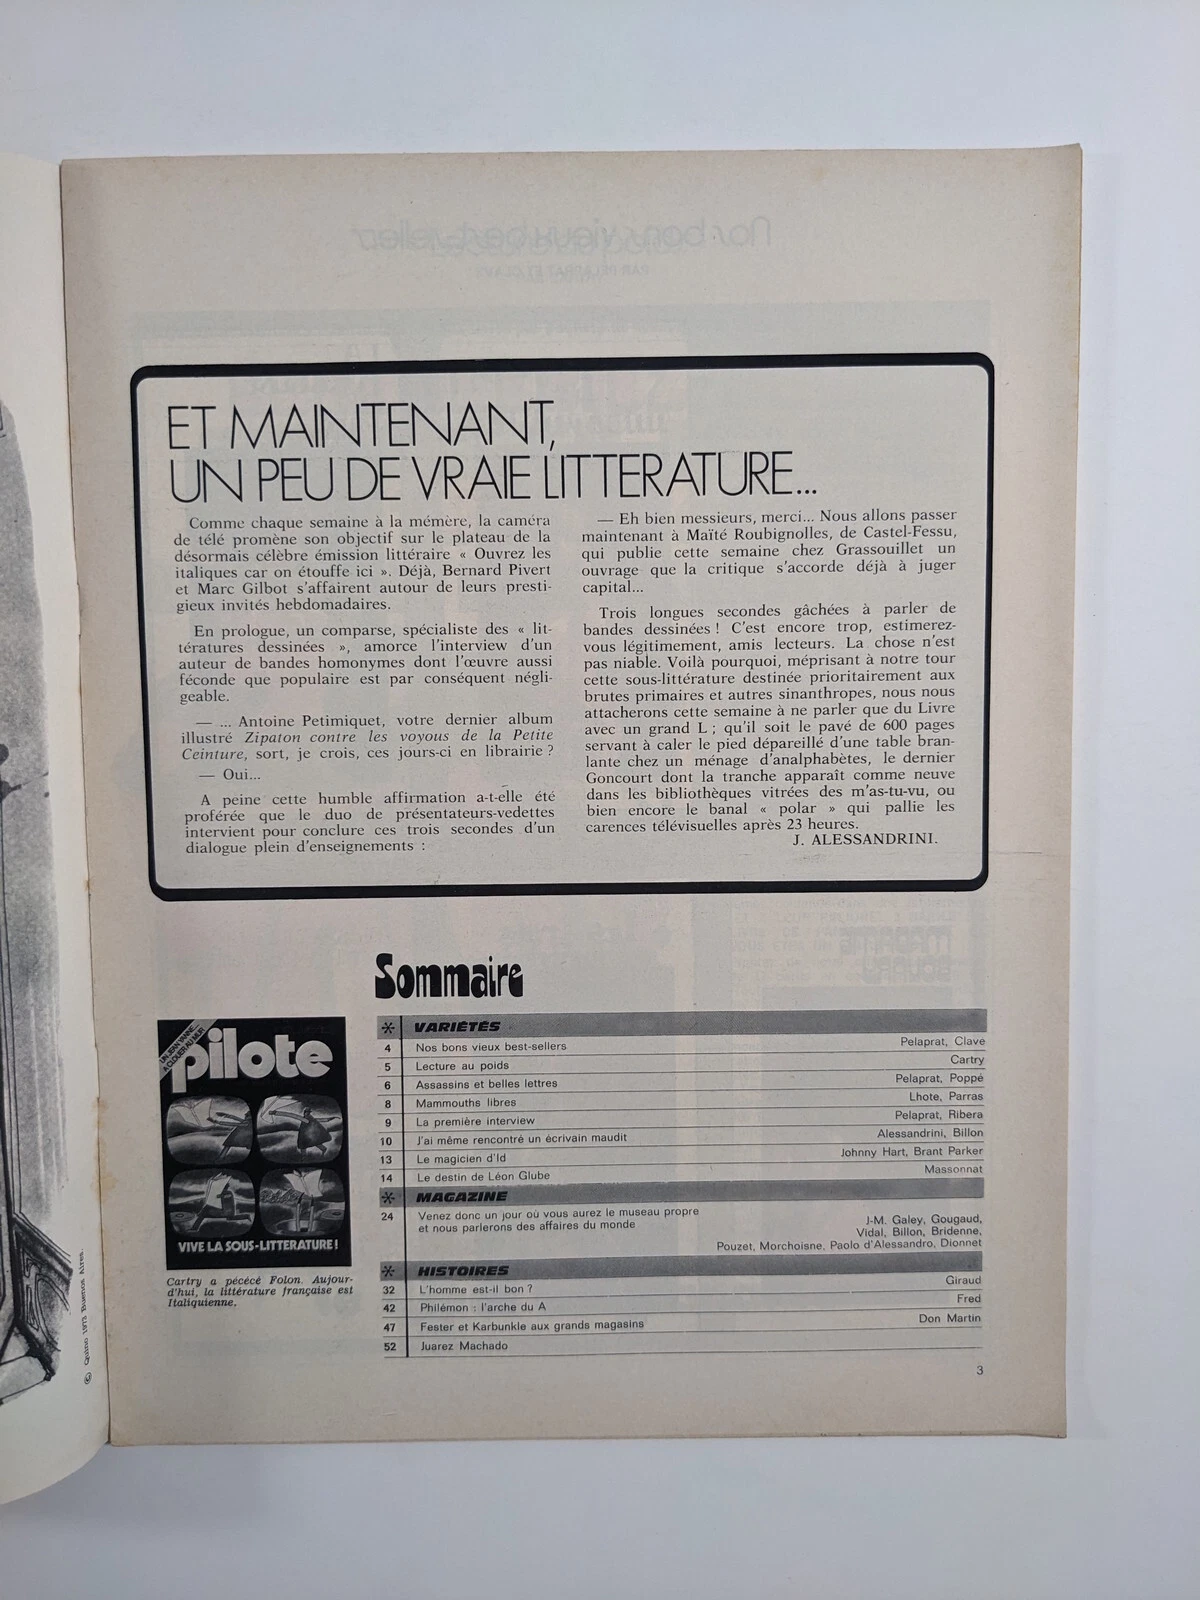 ET MAINTENANT,
UN PEU DE VRAIE LITTERATURE...
Comme chaque semaine à la mémère, la caméra
de télé promène son objectif sur le plateau de la
désormais célèbre émission littéraire « Ouvrez les
italiques car on étouffe ici ». Déjà, Bernard Pivert
et Marc Gilbot s'affairent autour de leurs presti-
gieux invités hebdomadaires.
En prologue, un comparse, spécialiste des « lit-
tératures dessinées », amorce l'interview d'un
auteur de bandes homonymes dont l'œuvre aussi
féconde que populaire est par conséquent négli-
geable.
— ... Antoine Petimiquet, votre dernier album
illustré Zipaton contre les voyous de la Petite
Ceinture, sort, je crois, ces jours-ci en librairie ?
— Oui...
A peine cette humble affirmation a-t-elle été
proférée que le duo de présentateurs-vedettes
intervient pour conclure ces trois secondes d'un
dialogue plein d'enseignements :
— Eh bien messieurs, merci... Nous allons passer
maintenant à Maïté Roubignolles, de Castel-Fessu,
qui publie cette semaine chez Grassouillet un
ouvrage que la critique s'accorde déjà à juger
capital...
Trois longues secondes gâchées à parler de
bandes dessinées ! C'est encore trop, estimerez-
vous légitimement, amis lecteurs. La chose n'est
pas niable. Voilà pourquoi, méprisant à notre tour
cette sous-littérature destinée prioritairement aux
brutes primaires et autres sinanthropes, nous nous
attacherons cette semaine à ne parler que du Livre
avec un grand L ; qu'il soit le pavé de 600 pages
servant à caler le pied dépareillé d'une table bran-
lante chez un ménage d'analphabètes, le dernier
Goncourt dont la tranche apparaît comme neuve
dans les bibliothèques vitrées des m'as-tu-vu, ou
bien encore le banal « polar » qui pallie les
carences télévisuelles après 23 heures.
J. ALESSANDRINI.
Sommaire
UN JEAN YANNE
A CLOUER AU MUR
pilote
VIVE LA SOUS-LITTERATURE!
Cartry a pécécé Folon. Aujour-
d'hui, la littérature française est
Italiquienne.
* VARIÉTÉS
4 Nos bons vieux best-sellers Pelaprat, Clave
5 Lecture au poids Cartry
6 Assassins et belles lettres Pelaprat, Poppé
8 Mammouths libres Lhote, Parras
9 La première interview Pelaprat, Ribera
10 J'ai même rencontré un écrivain maudit Alessandrini, Billon
13 Le magicien d'Id Johnny Hart, Brant Parker
14 Le destin de Léon Glube Massonnat
* MAGAZINE
24 Venez donc un jour où vous aurez le museau propre
et nous parlerons des affaires du monde
J-M. Galey, Gougaud,
Vidal, Billon, Bridenne,
Pouzet, Morchoisne, Paolo d'Alessandro, Dionnet
* HISTOIRES
32 L'homme est-il bon ? Giraud
42 Philémon : l'arche du A Fred
47 Fester et Karbunkle aux grands magasins Don Martin
52 Juarez Machado
3
© Quino 1973 Buenos Aires.